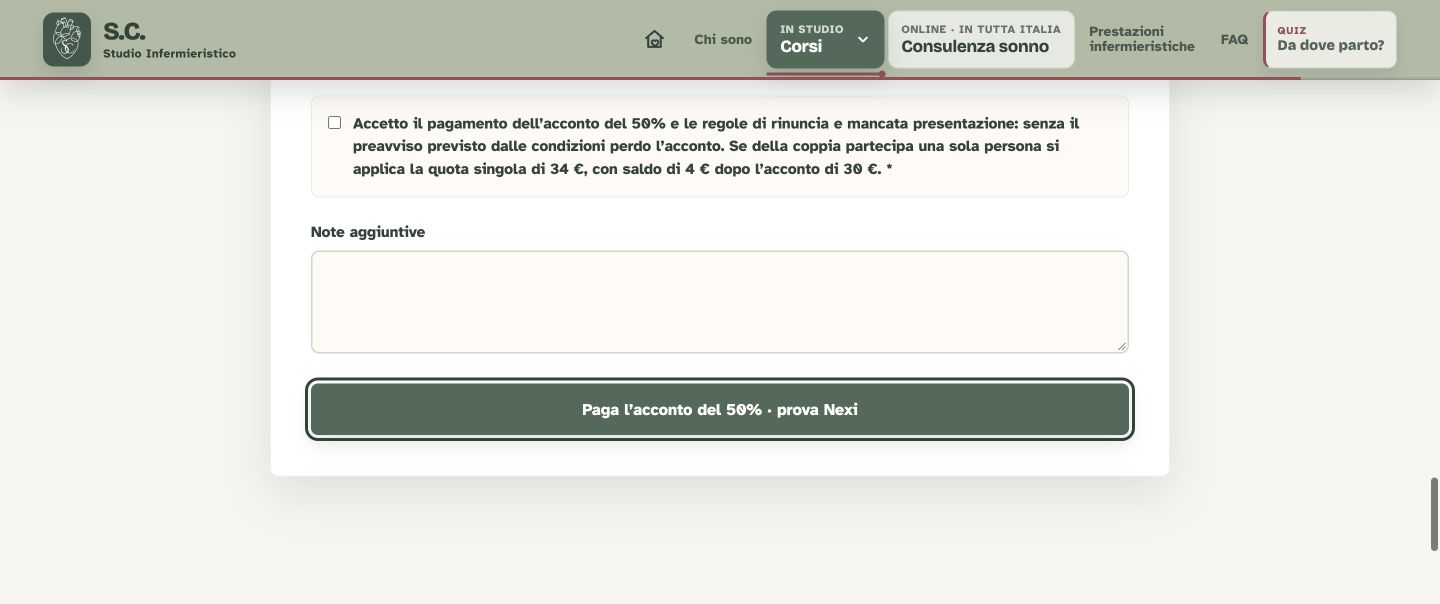 S.C.
Studio Infermieristico
Chi sono
IN STUDIO
Corsi
ONLINE · IN TUTTA ITALIA
Consulenza sonno
Prestazioni
infermieristiche
FAQ
QUIZ
Da dove parto?
Accetto il pagamento dell’acconto del 50% e le regole di rinuncia e mancata presentazione: senza il
preavviso previsto dalle condizioni perdo l’acconto. Se della coppia partecipa una sola persona si
applica la quota singola di 34 €, con saldo di 4 € dopo l’acconto di 30 €. *
Note aggiuntive
Paga l’acconto del 50% · prova Nexi